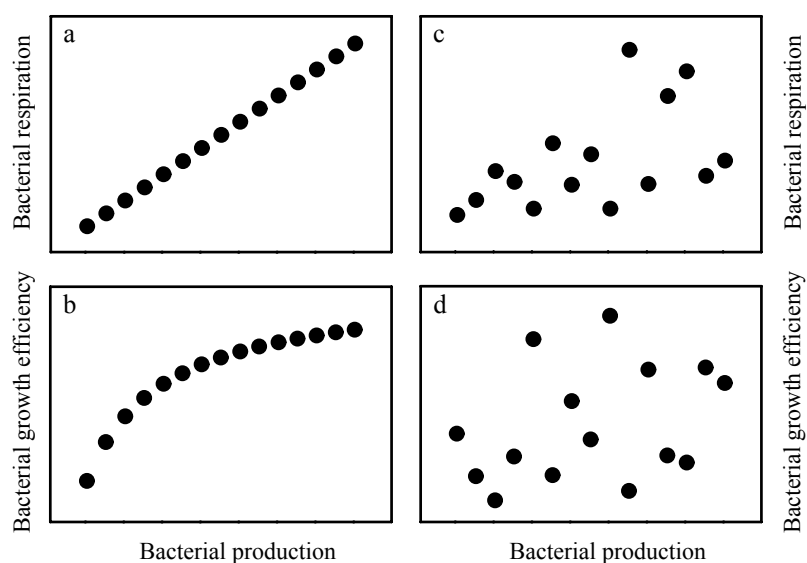 a
c
Bacterial respiration
Bacterial respiration
b
d
Bacterial growth efficiency
Bacterial growth efficiency
Bacterial production
Bacterial production